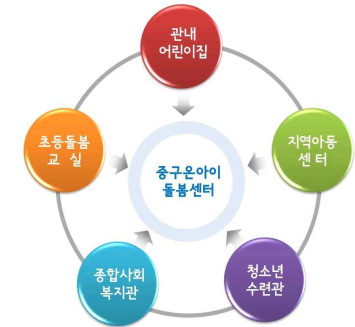 관내
어린이집
초등돌봄
교 실
지역아동
센 터
중구온아이
돌봄센터
종합사회
복지관
청소년
수련관